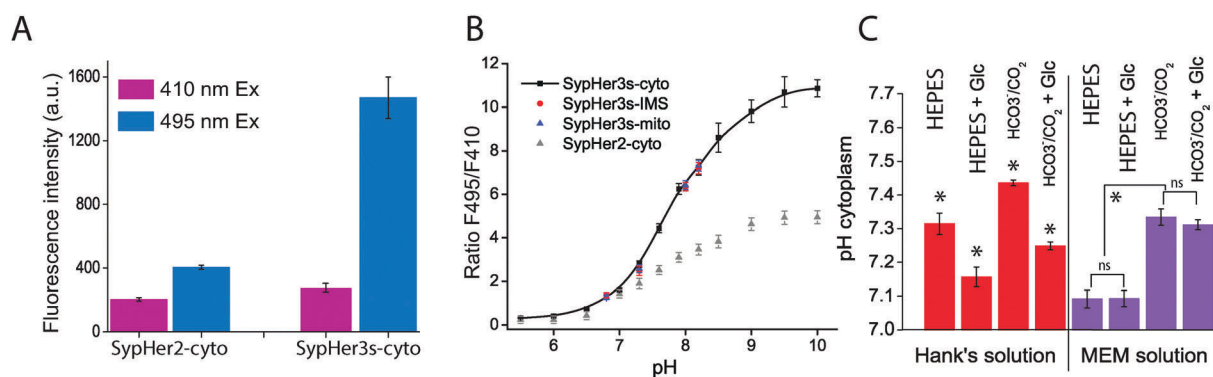 A
Fluorescence intensity (a.u.)
1600
1200
800
400
0
410 nm Ex
495 nm Ex
SypHer2-cyto
SypHer3s-cyto
B
Ratio F495/F410
12
10
8
6
4
2
0
SypHer3s-cyto
SypHer3s-IMS
SypHer3s-mito
SypHer2-cyto
6
7
8
9
10
pH
C
pH cytoplasm
7.7
7.6
7.5
7.4
7.3
7.2
7.1
7.0
HEPES
HEPES + Glc
HCO3⁻/CO₂
HCO3⁻/CO₂ + Glc
HEPES
HEPES + Glc
HCO3⁻/CO₂
HCO3⁻/CO₂ + Glc
*
*
*
*
*
ns
ns
Hank's solution
MEM solution